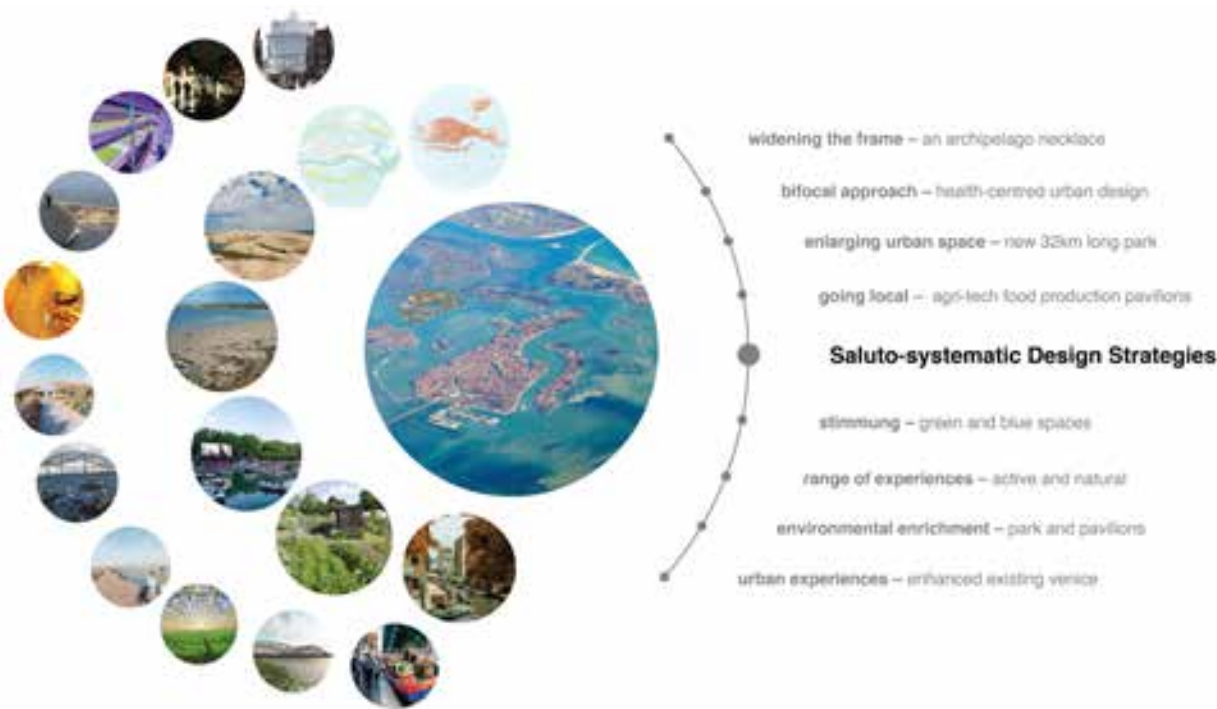 widening the frame – an archipelago necklace
bifocal approach – health-centred urban design
enlarging urban space – new 32km long park
going local – agri-tech food production pavilions
Saluto-systematic Design Strategies
stimmung – green and blue spaces
range of experiences – active and natural
environmental enrichment – park and pavilions
urban experiences – enhanced existing venice